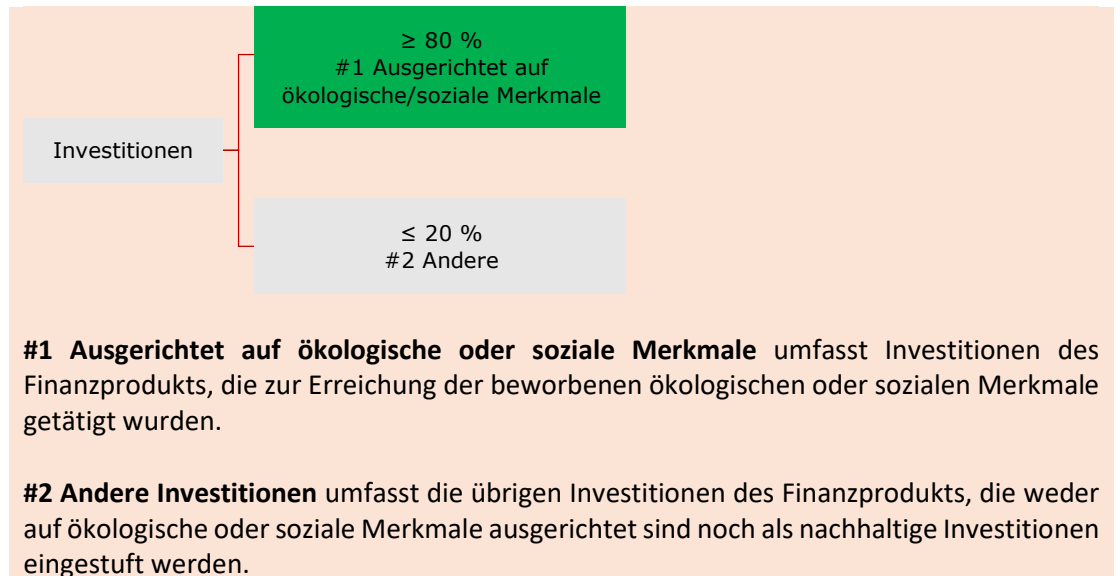 ≥ 80 %
#1 Ausgerichtet auf
ökologische/soziale Merkmale
Investitionen
≤ 20 %
#2 Andere
#1 Ausgerichtet auf ökologische oder soziale Merkmale umfasst Investitionen des
Finanzprodukts, die zur Erreichung der beworbenen ökologischen oder sozialen Merkmale
getätigt wurden.
#2 Andere Investitionen umfasst die übrigen Investitionen des Finanzprodukts, die weder
auf ökologische oder soziale Merkmale ausgerichtet sind noch als nachhaltige Investitionen
eingestuft werden.